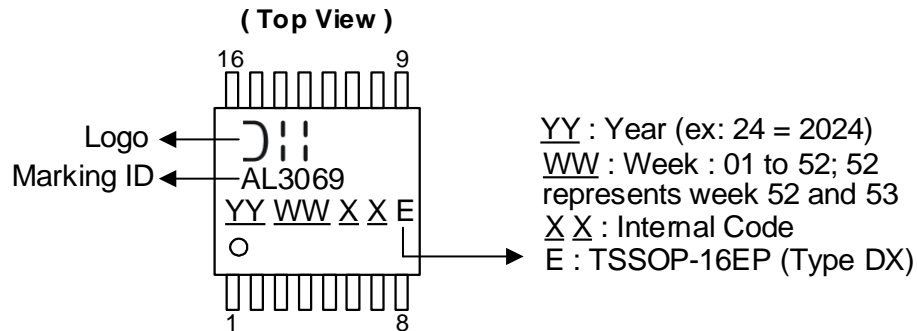 ( Top View )
16 9
Logo
Marking ID
AL3069
YY WW X X E
1 8
YY : Year (ex: 24 = 2024)
WW : Week : 01 to 52; 52
represents week 52 and 53
X X : Internal Code
E : TSSOP-16EP (Type DX)